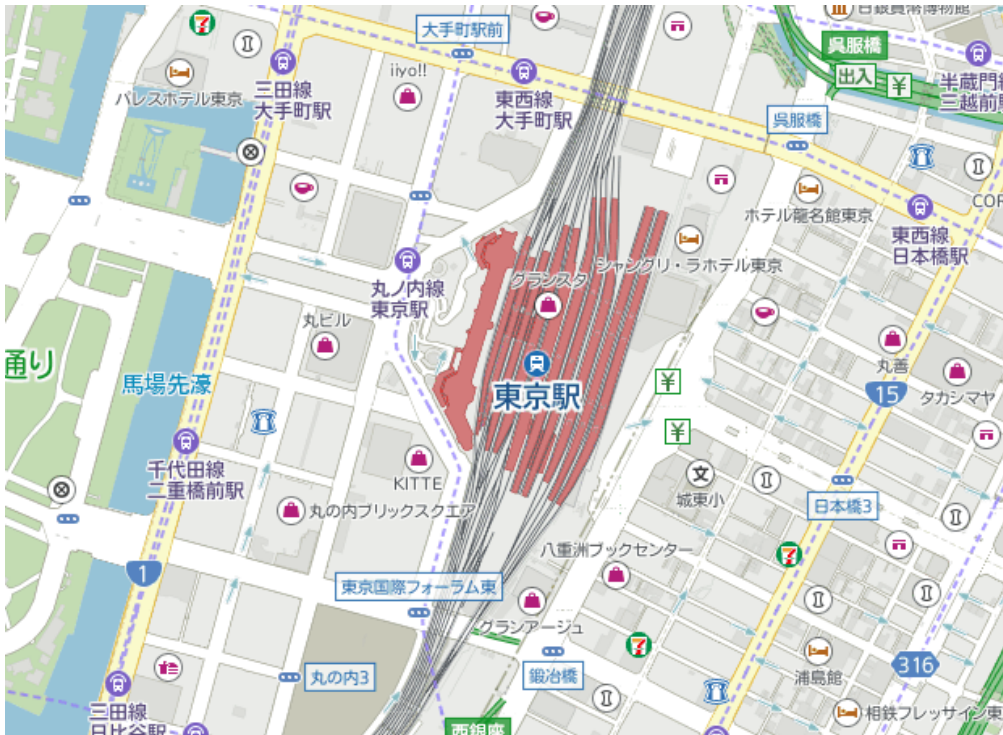 大手町駅前
日銀貨幣博物館
呉服橋
出入
¥
iiyo!!
三田線
大手町駅
パレスホテル東京
東西線
大手町駅
半蔵門線
三越前駅
呉服橋
ホテル龍名館東京
COR
東西線
日本橋駅
丸ノ内線
東京駅
シャングリ・ラホテル東京
グランスタ
丸ビル
通り
馬場先濠
東京駅
¥
丸善
15
タカシマヤ
¥
千代田線
二重橋前駅
KITTE
文
城東小
丸の内ブリックスクエア
日本橋3
八重洲ブックセンター
1
東京国際フォーラム東
グランアージュ
丸の内3
鍛冶橋
浦島館
316
三田線
日比谷駅
西銀座
相鉄フレッサイン東